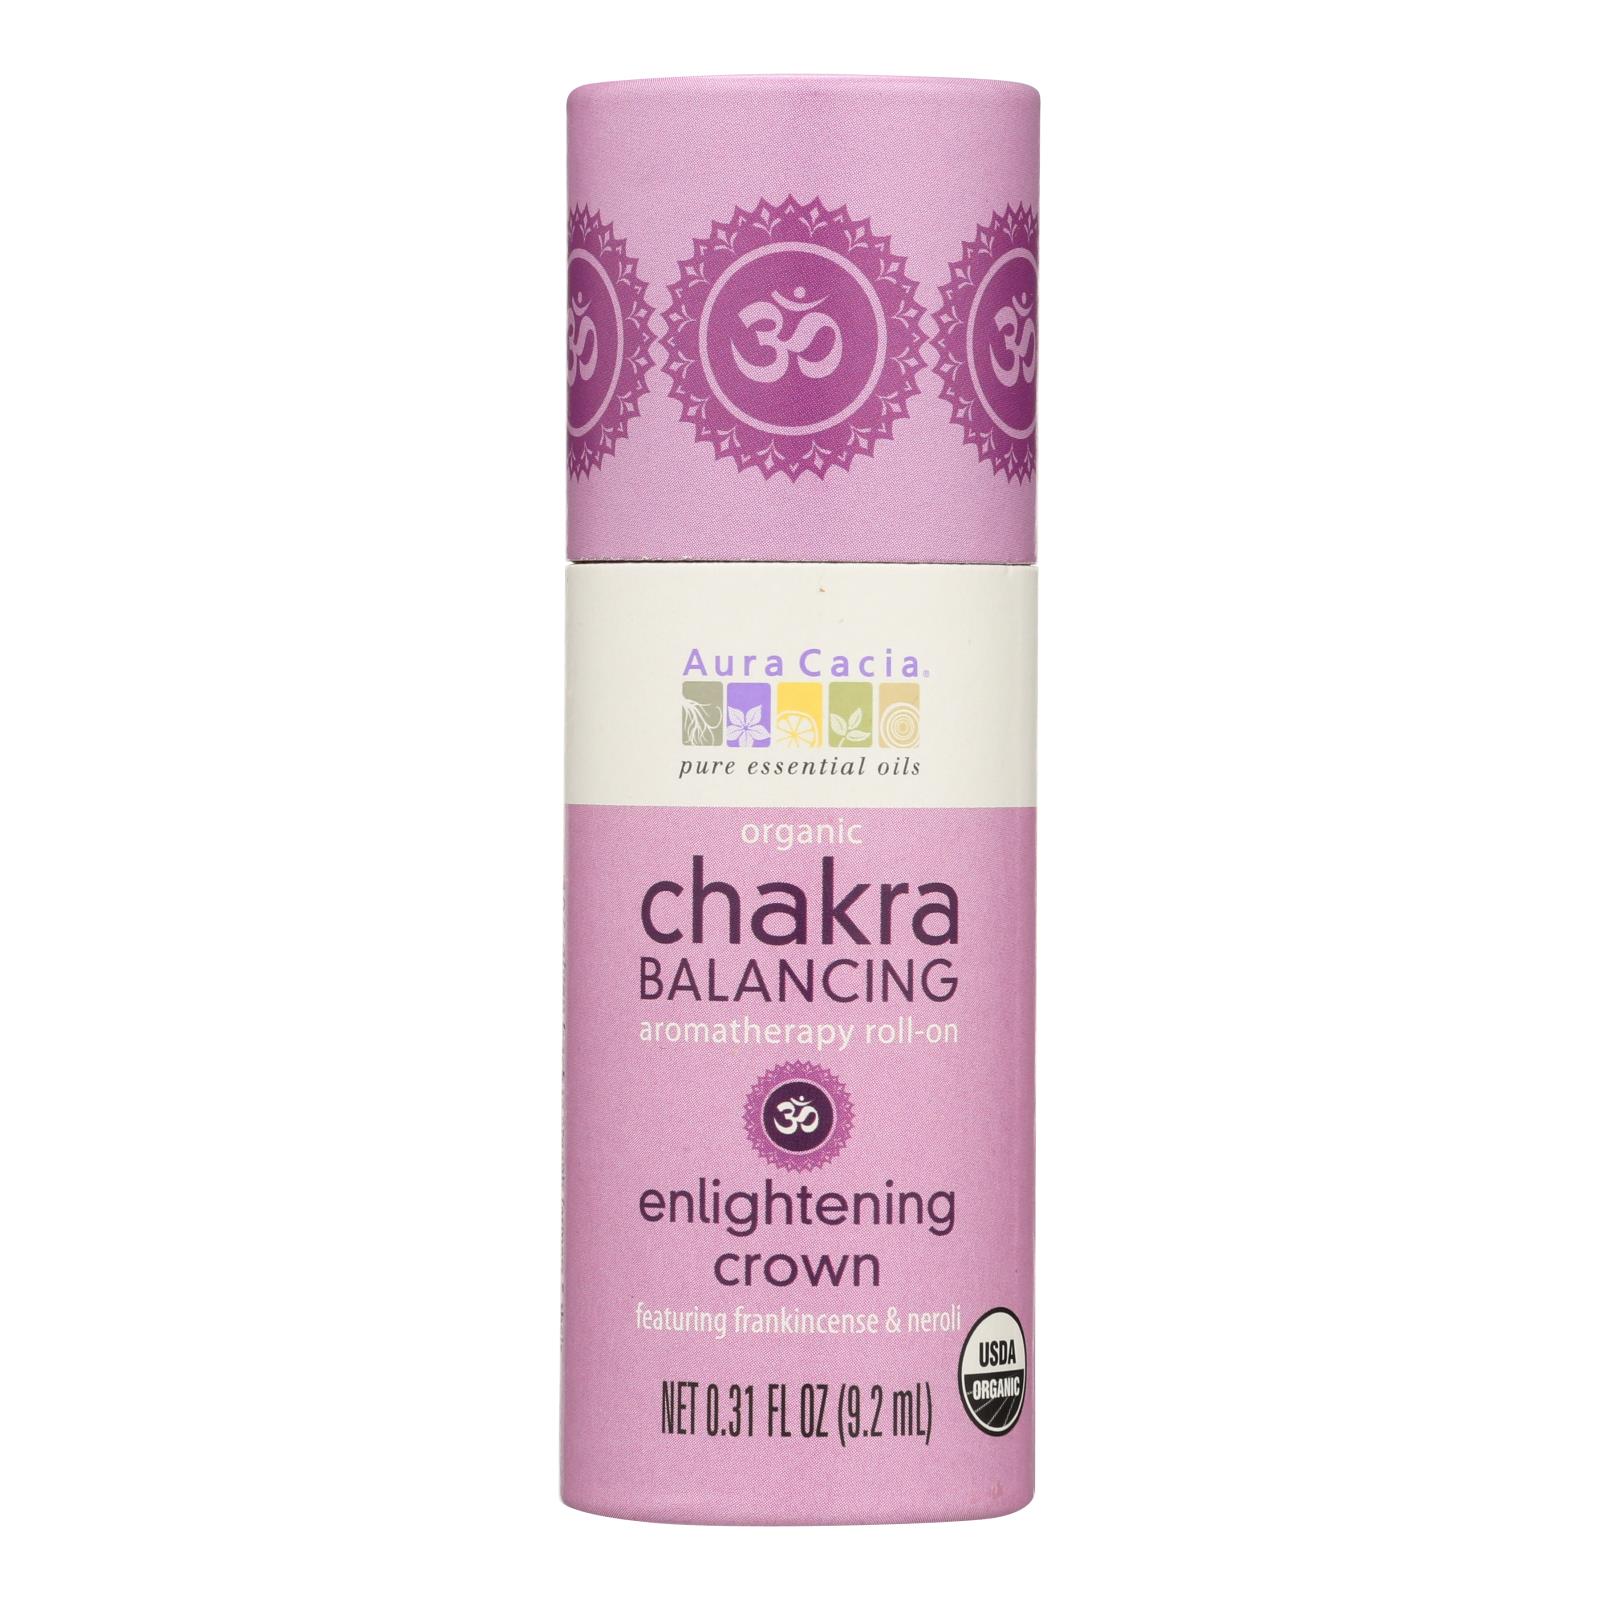 ॐ ॐ ॐ
Aura Cacia®
pure essential oils
organic
chakra
BALANCING
aromatherapy roll-on
ॐ
enlightening
crown
featuring frankincense & neroli
USDA
ORGANIC
NET 0.31 FL OZ (9.2 mL)